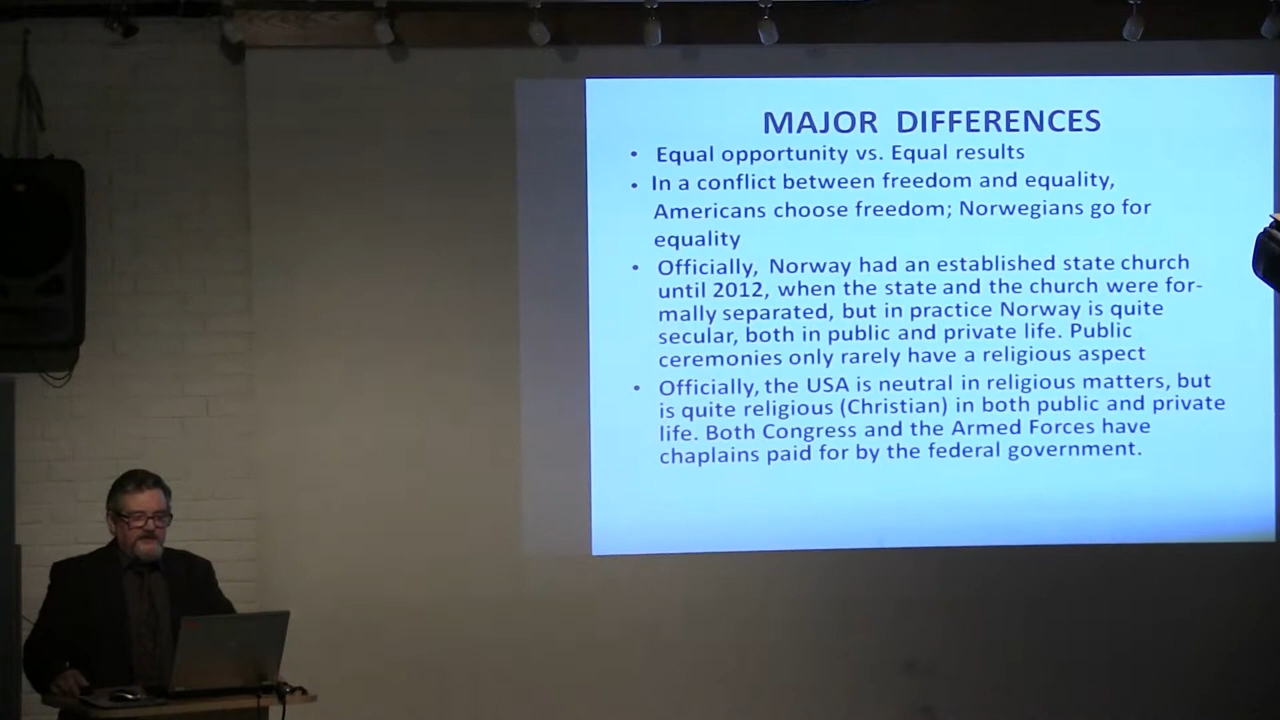 MAJOR DIFFERENCES
• Equal opportunity vs. Equal results
• In a conflict between freedom and equality,
Americans choose freedom; Norwegians go for
equality
• Officially, Norway had an established state church
until 2012, when the state and the church were for-
mally separated, but in practice Norway is quite
secular, both in public and private life. Public
ceremonies only rarely have a religious aspect
• Officially, the USA is neutral in religious matters, but
is quite religious (Christian) in both public and private
life. Both Congress and the Armed Forces have
chaplains paid for by the federal government.